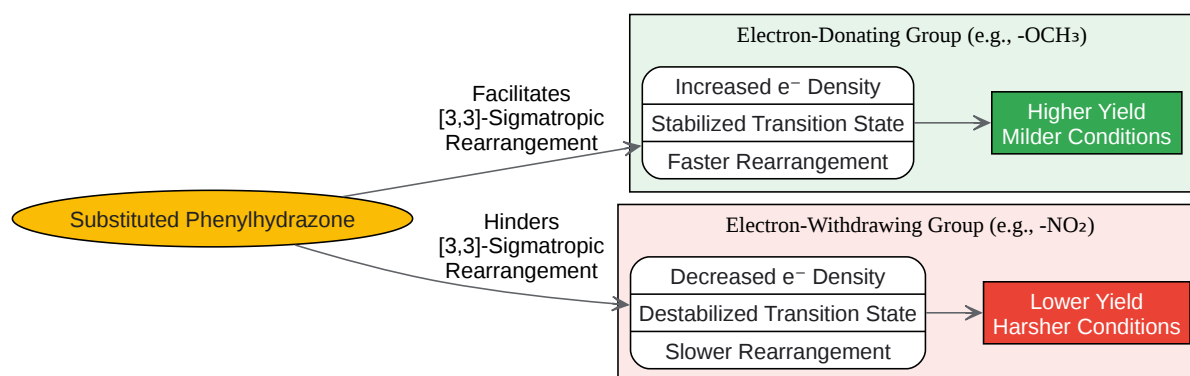 Electron-Donating Group (e.g., -OCH₃)
Increased e⁻ Density
Stabilized Transition State
Faster Rearrangement
Higher Yield
Milder Conditions
Facilitates
[3,3]-Sigmatropic
Rearrangement
Substituted Phenylhydrazone
Hinders
[3,3]-Sigmatropic
Rearrangement
Electron-Withdrawing Group (e.g., -NO₂)
Decreased e⁻ Density
Destabilized Transition State
Slower Rearrangement
Lower Yield
Harsher Conditions